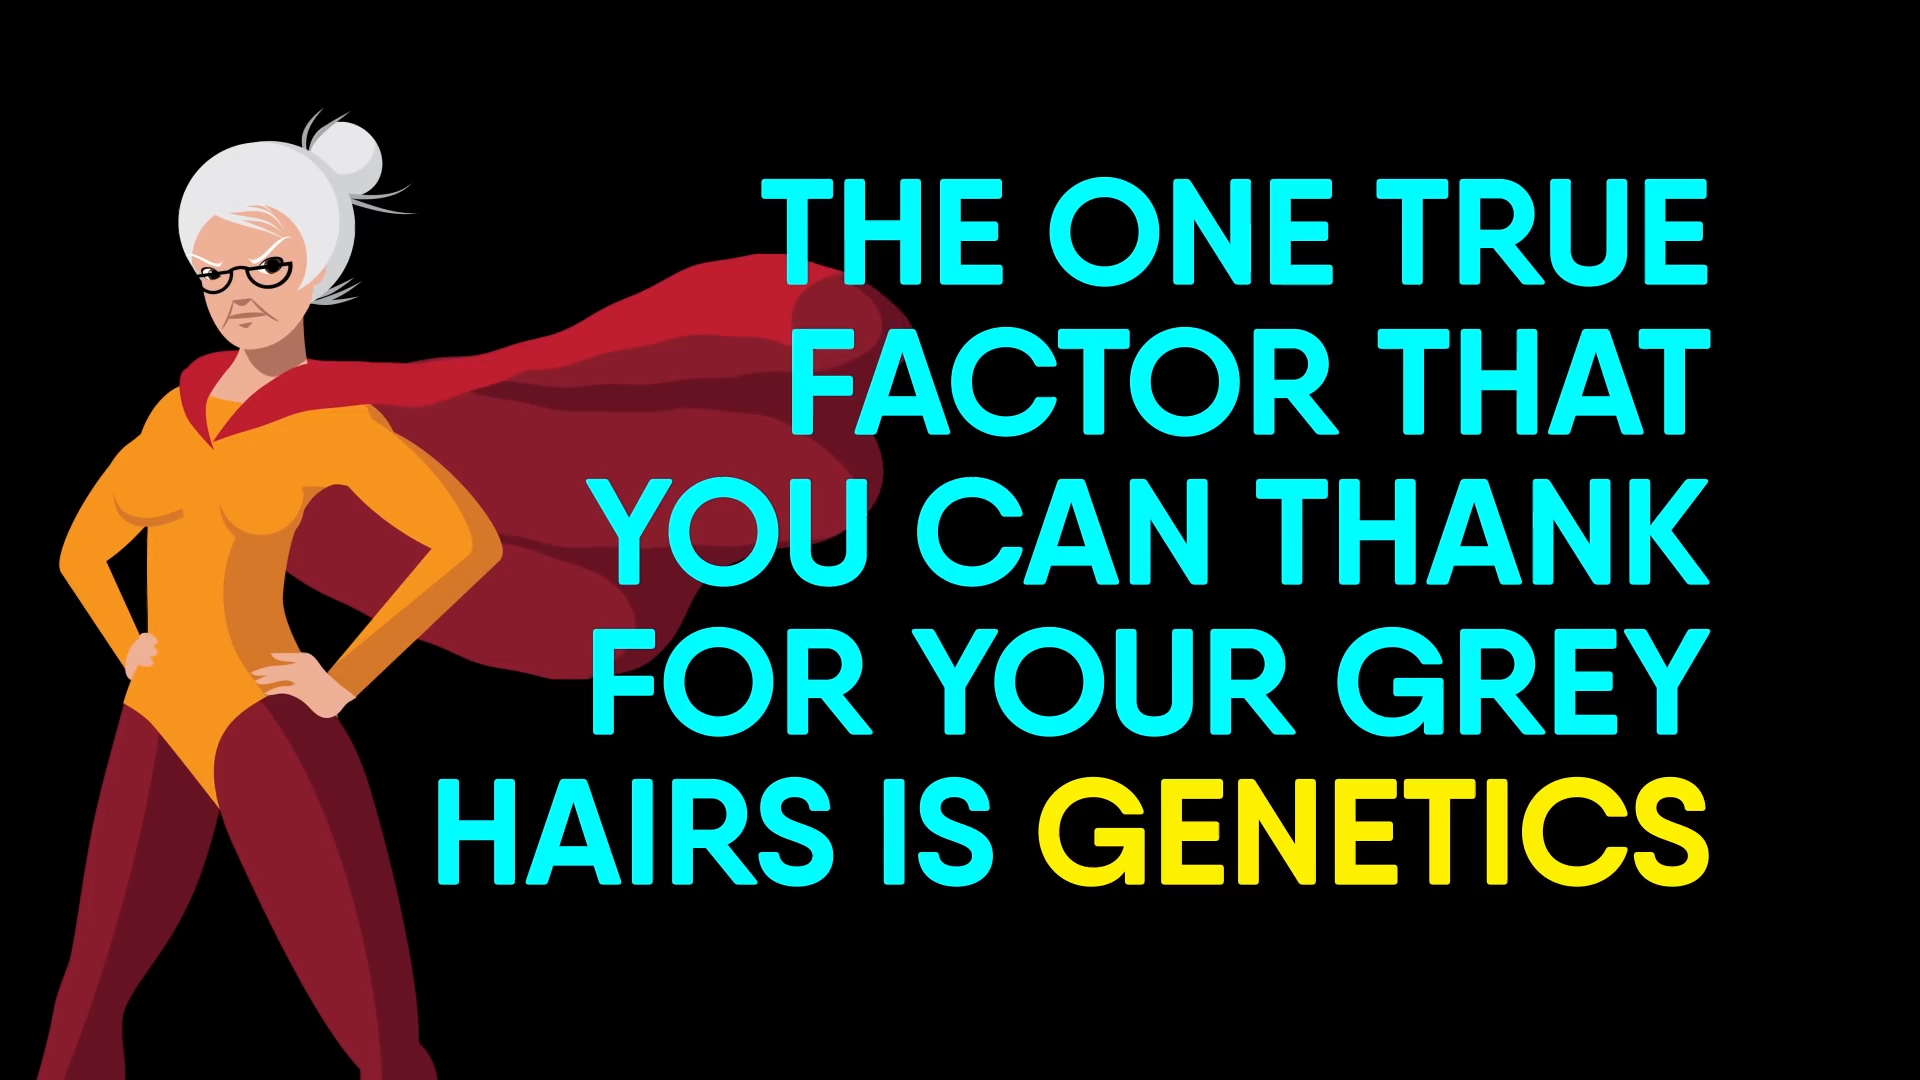 THE ONE TRUE
FACTOR THAT
YOU CAN THANK
FOR YOUR GREY
HAIRS IS GENETICS